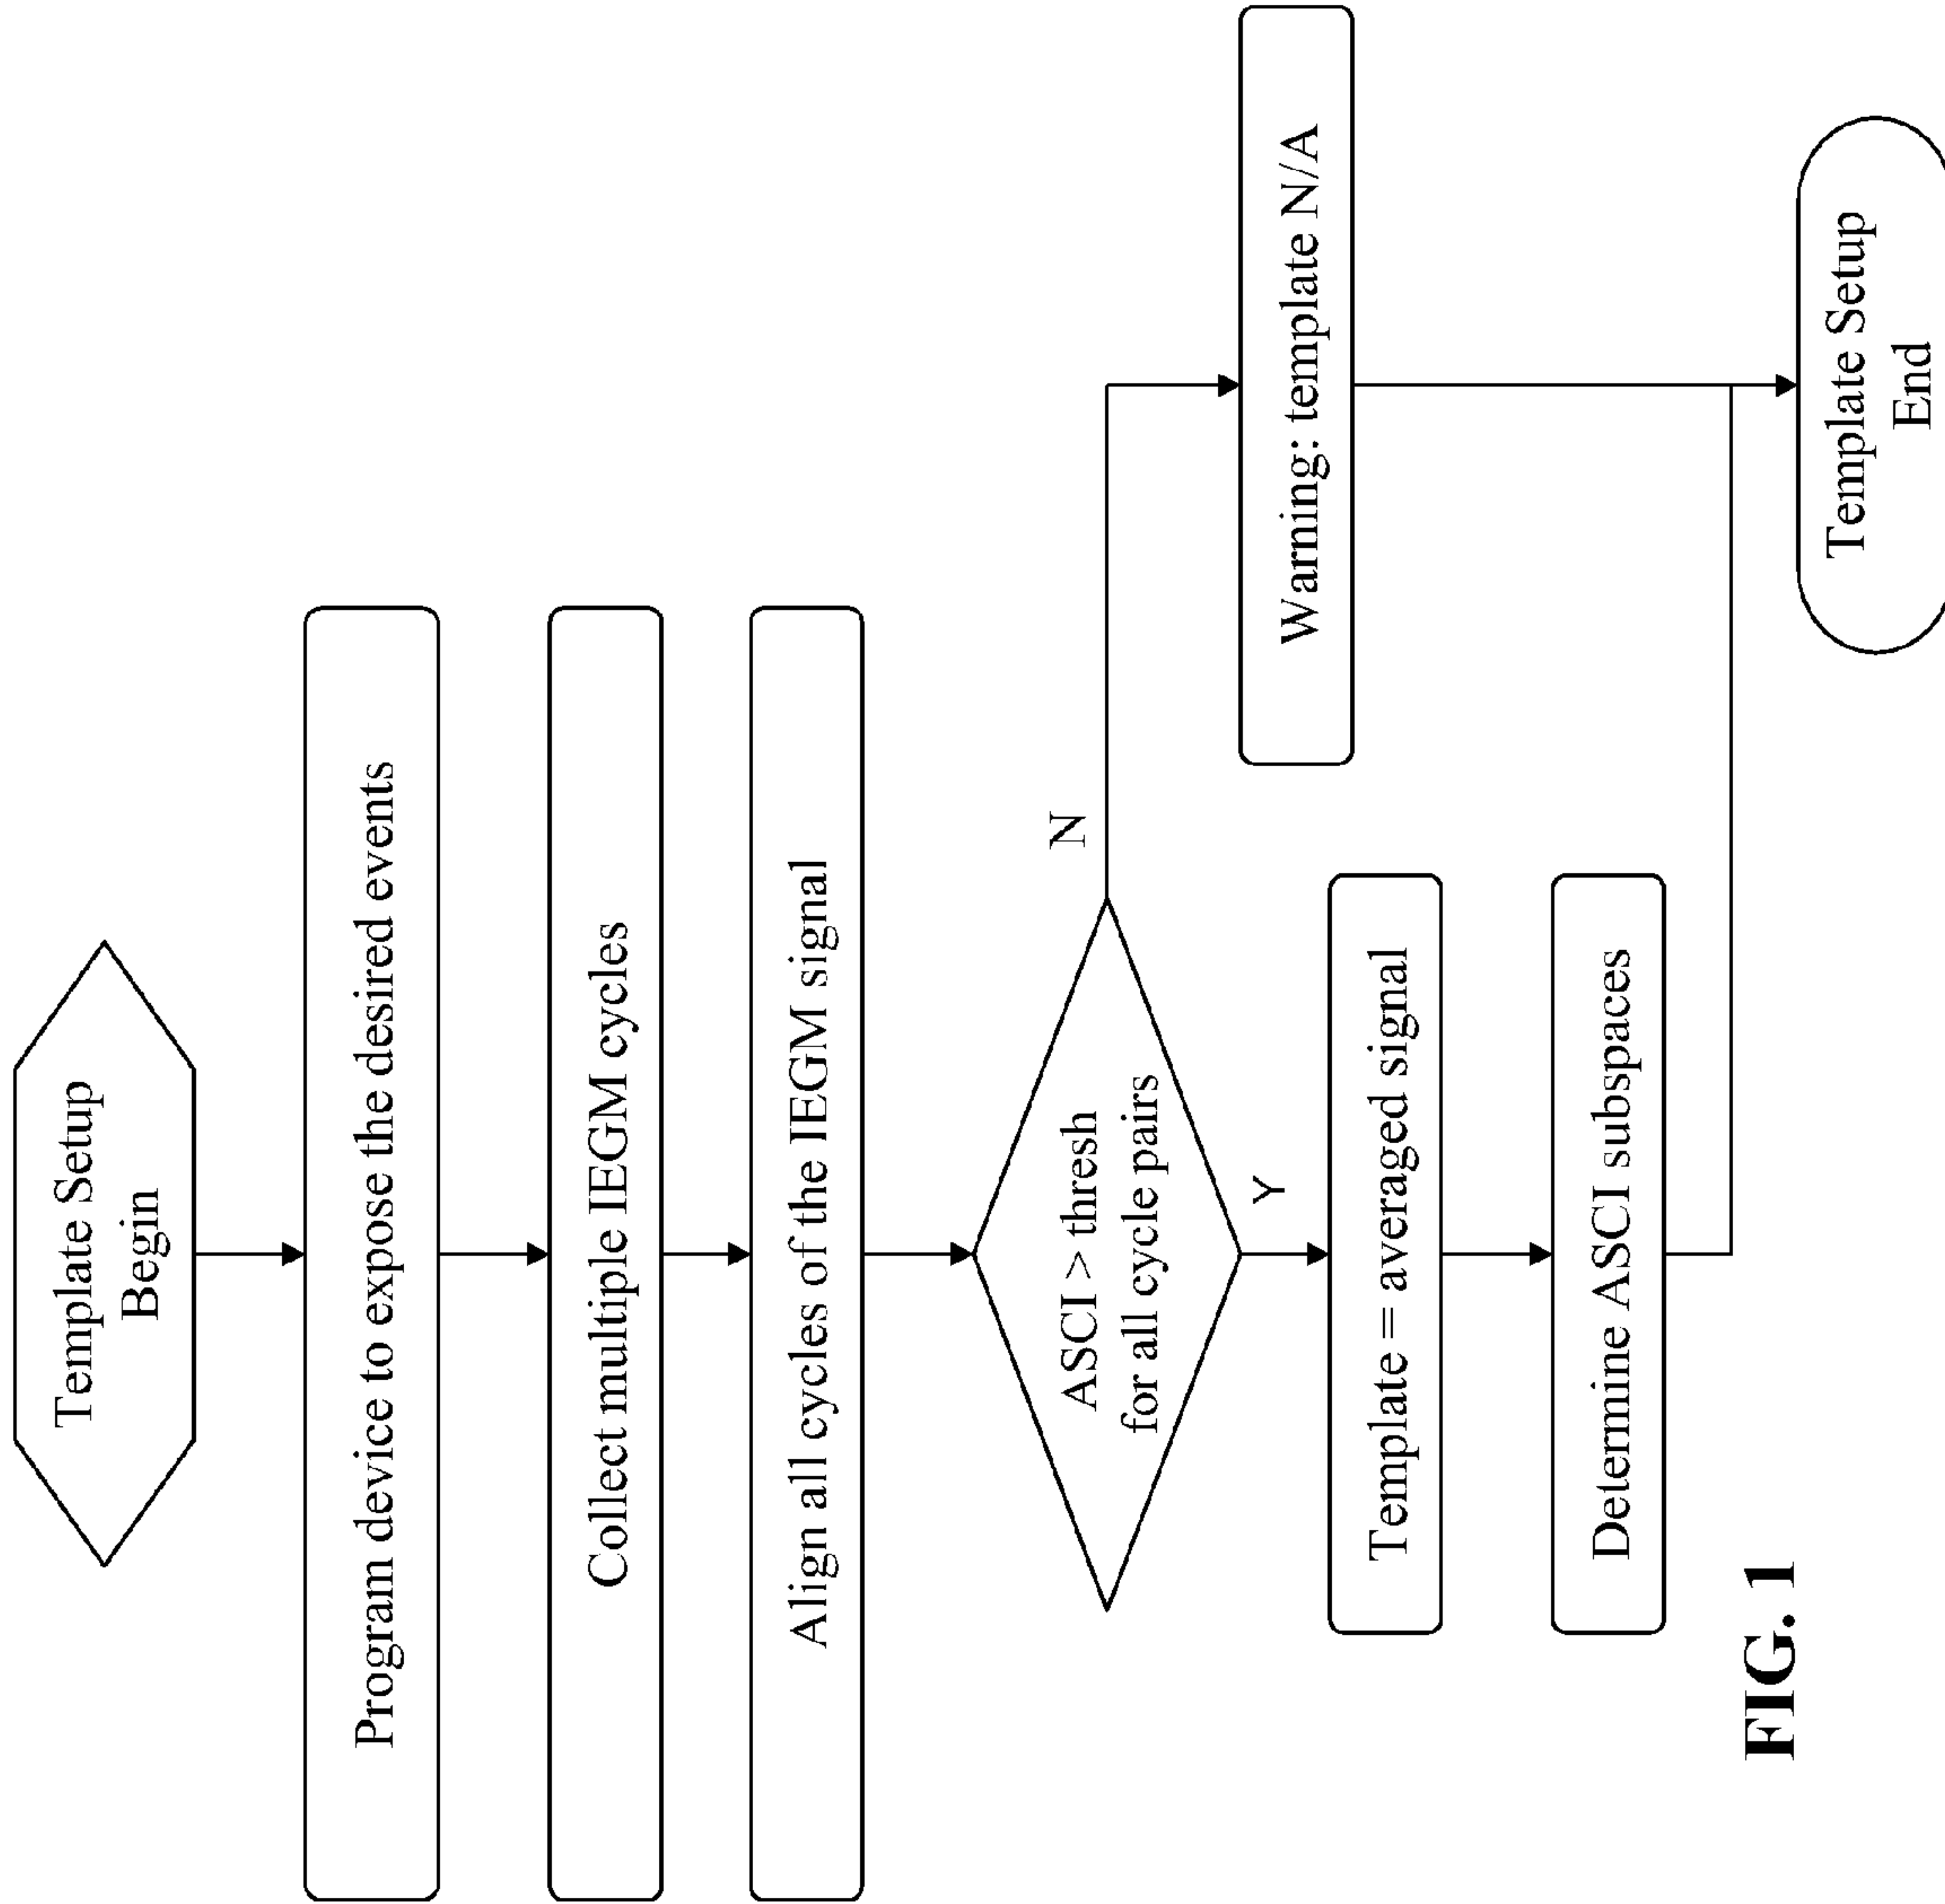 Template Setup
Begin
Program device to expose the desired events
Collect multiple IEGM cycles
Align all cycles of the IEGM signal
ASCI > thresh
for all cycle pairs
N
Y
Warning: template N/A
Template = averaged signal
Determine ASCI subspaces
Template Setup
End
FIG. 1